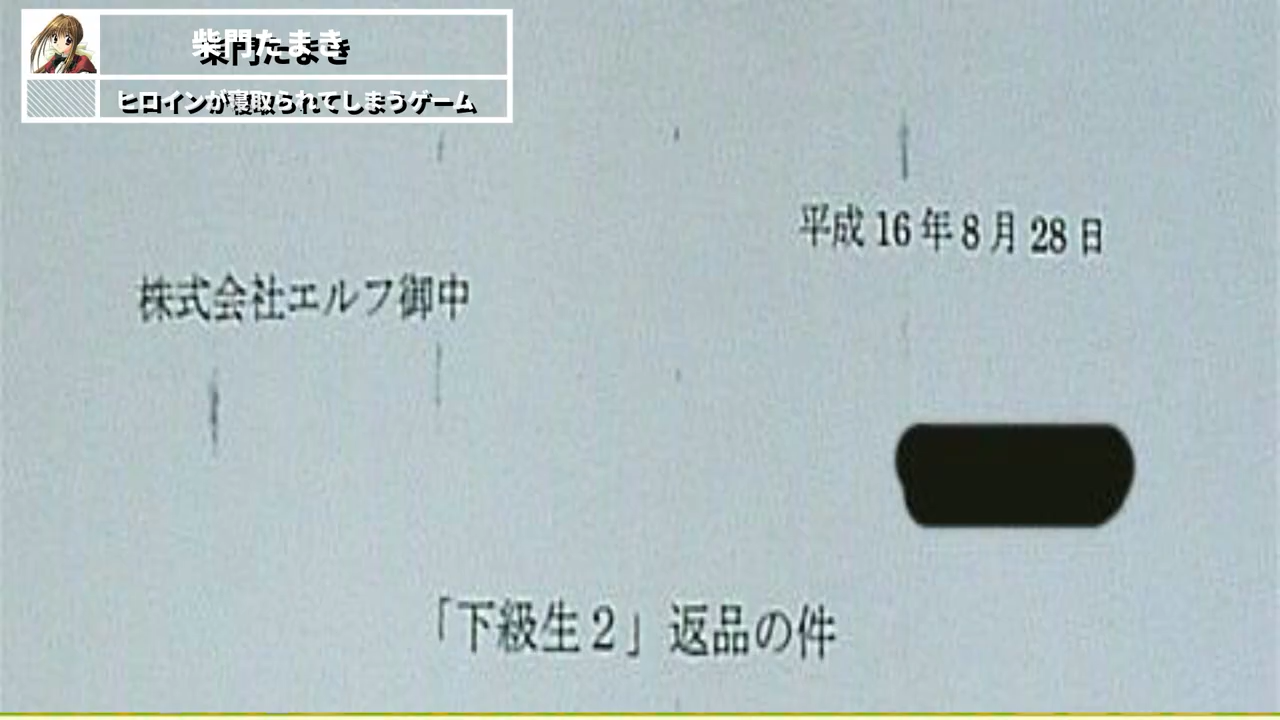 柴門たまき
ヒロインが寝取られてしまうゲーム
平成16年8月28日
株式会社エルフ御中
「下級生2」返品の件